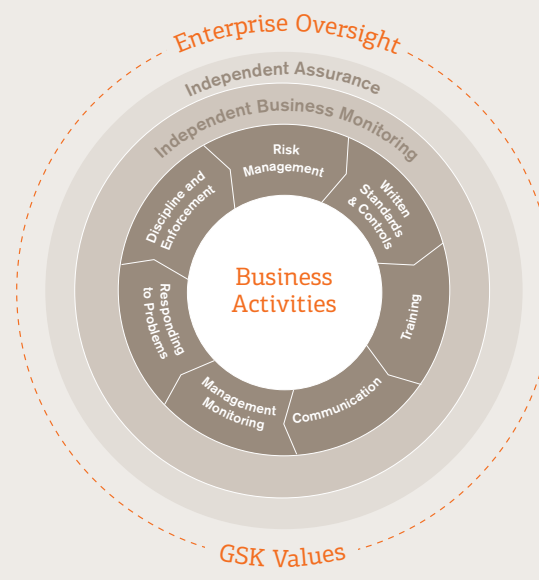 Enterprise Oversight
Independent Assurance
Independent Business Monitoring
Risk
Management
Written
Standards
& Controls
Training
Communication
Management
Monitoring
Responding
to Problems
Discipline and
Enforcement
Business
Activities
GSK Values